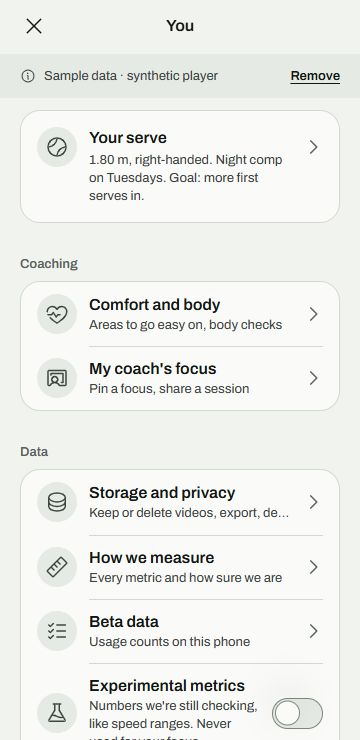 You
Sample data · synthetic player
Remove
Your serve
1.80 m, right-handed. Night comp
on Tuesdays. Goal: more first
serves in.
Coaching
Comfort and body
Areas to go easy on, body checks
My coach's focus
Pin a focus, share a session
Data
Storage and privacy
Keep or delete videos, export, de...
How we measure
Every metric and how sure we are
Beta data
Usage counts on this phone
Experimental metrics
Numbers we're still checking,
like speed ranges. Never
used for your focus.